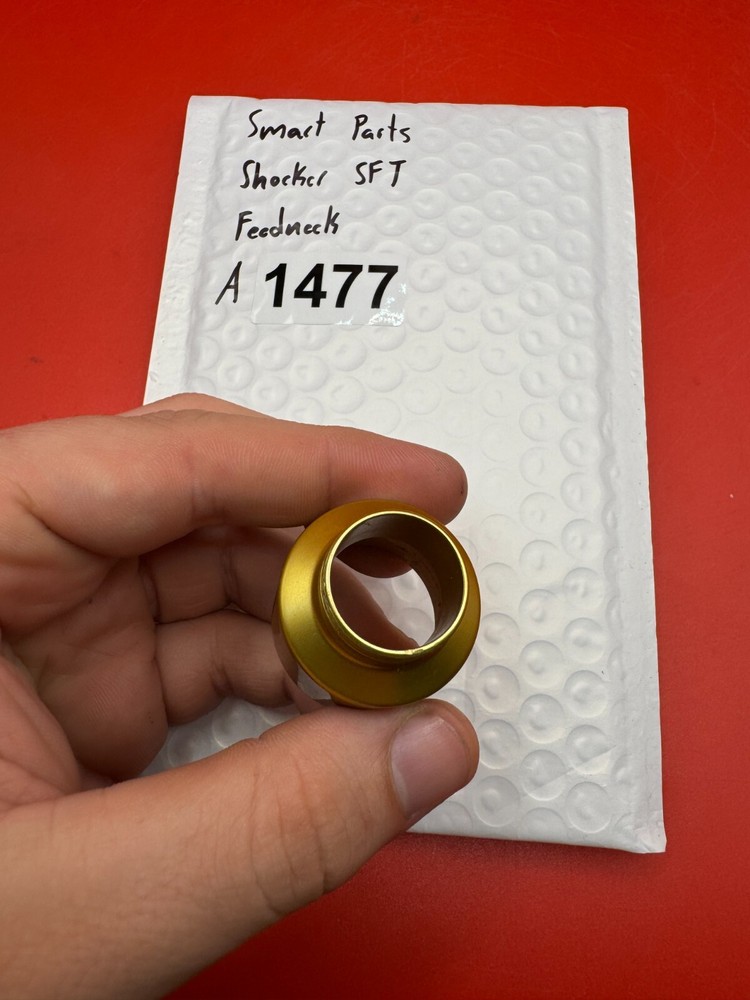 Smart Parts
Shocker SFT
Feedneck
A 1477